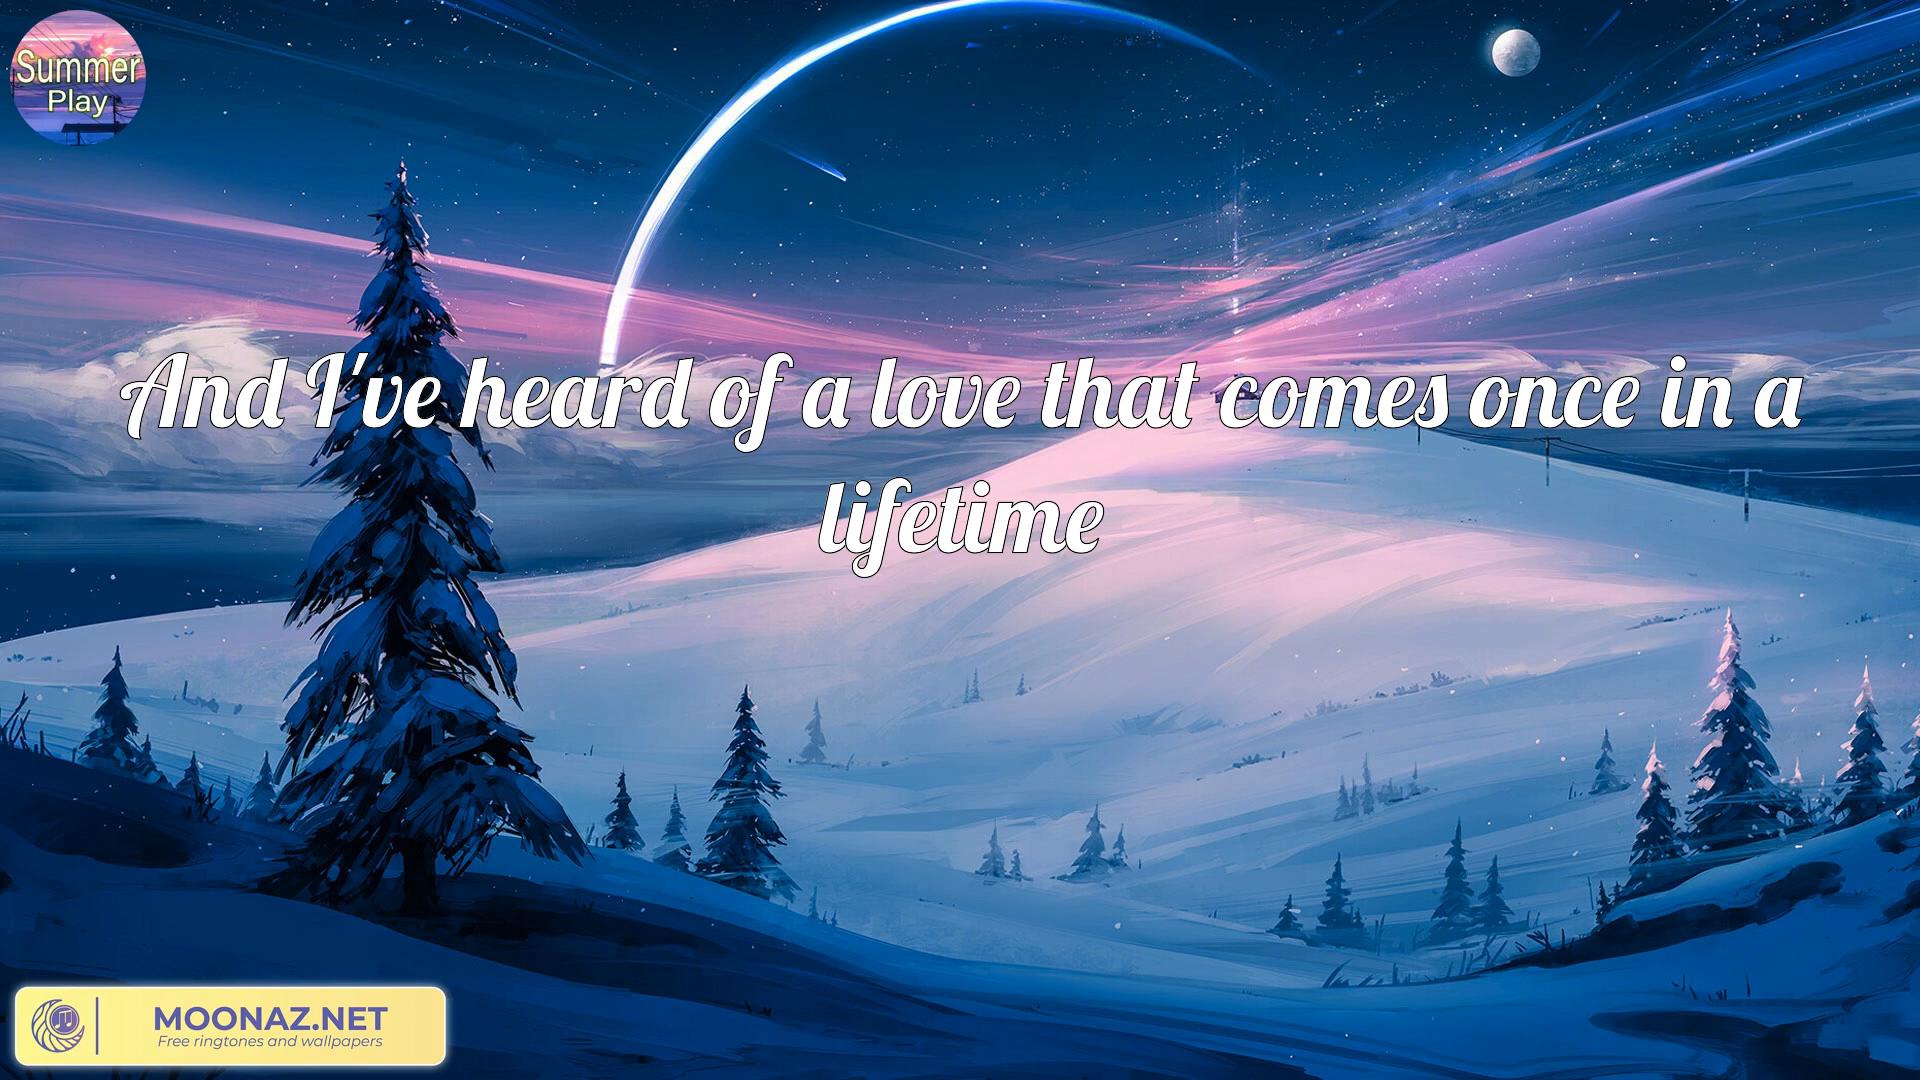 Summer
Play
And I've heard of a love that comes once in a
lifetime
MOONAZ.NET
Free ringtones and wallpapers